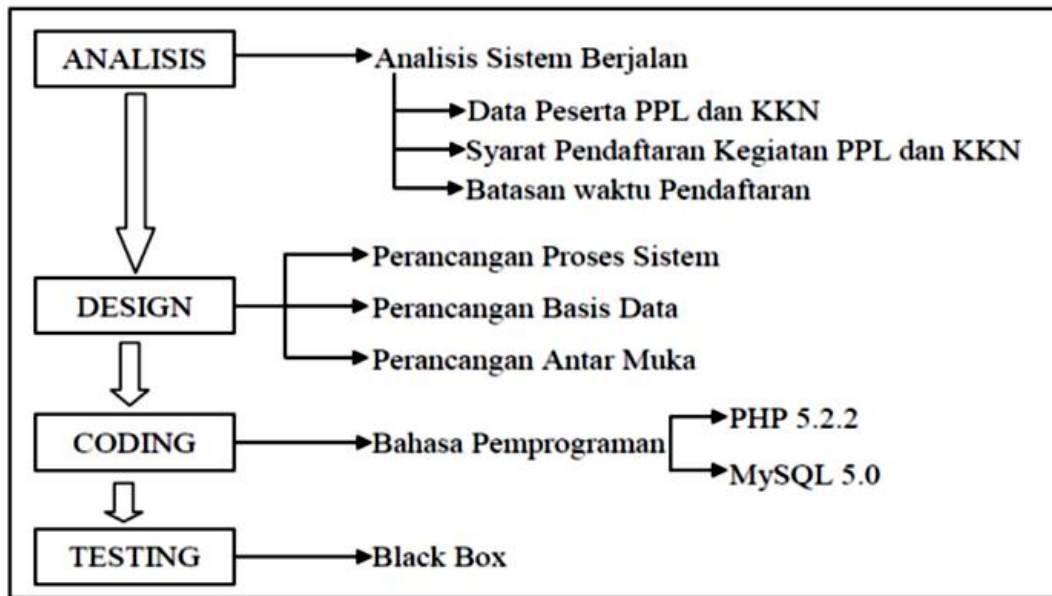 ANALISIS
Analisis Sistem Berjalan
Data Peserta PPL dan KKN
Syarat Pendaftaran Kegiatan PPL dan KKN
Batasan waktu Pendaftaran
DESIGN
Perancangan Proses Sistem
Perancangan Basis Data
Perancangan Antar Muka
CODING
Bahasa Pemprograman
PHP 5.2.2
MySQL 5.0
TESTING
Black Box